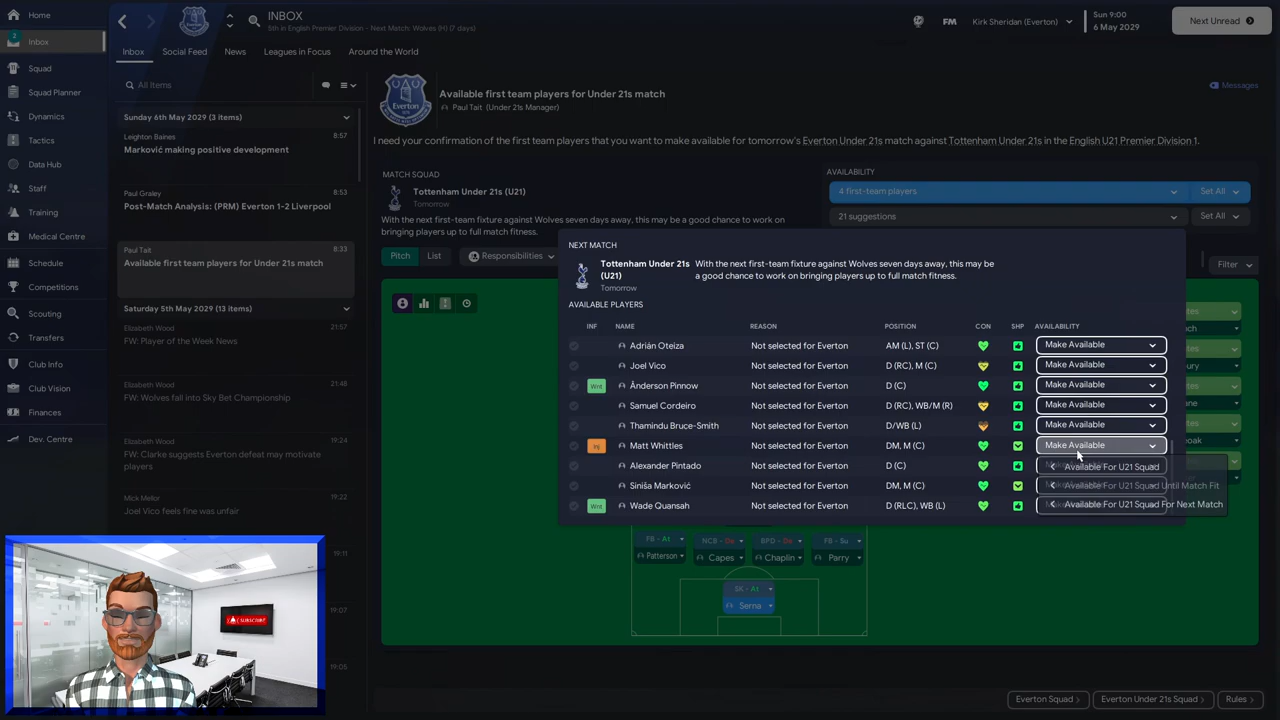 Home
2
Inbox
Squad
Squad Planner
Dynamics
Tactics
Data Hub
Staff
Training
Medical Centre
Schedule
Competitions
Scouting
Transfers
Club Info
Club Vision
Finances
Dev. Centre
INBOX
5th in English Premier Division - Next Match: Wolves (H) (7 days)
FM
Kirk Sheridan (Everton)
Sun 9:00
6 May 2029
Next Unread
Inbox
Social Feed
News
Leagues in Focus
Around the World
All Items
Sunday 6th May 2029 (3 items)
Leighton Baines
8:57
Marković making positive development
Paul Graley
8:53
Post-Match Analysis: (PRM) Everton 1-2 Liverpool
Paul Tait
8:33
Available first team players for Under 21s match
Saturday 5th May 2029 (13 items)
Elizabeth Wood
21:57
FW: Player of the Week News
Elizabeth Wood
21:48
FW: Wolves fall into Sky Bet Championship
Elizabeth Wood
19:24
FW: Clarke suggests Everton defeat may motivate
players
Mick Mellor
19:22
Joel Vico feels fine was unfair
19:11
19:07
19:05
SUBSCRIBE
Everton
Available first team players for Under 21s match
Paul Tait (Under 21s Manager)
Messages
I need your confirmation of the first team players that you want to make available for tomorrow's Everton Under 21s match against Tottenham Under 21s in the English U21 Premier Division 1.
MATCH SQUAD
Tottenham Under 21s (U21)
Tomorrow
With the next first-team fixture against Wolves seven days away, this may be a good chance to work on
bringing players up to full match fitness.
AVAILABILITY
4 first-team players
Set All
21 suggestions
Set All
Pitch
List
Responsibilities
Filter
NEXT MATCH
Tottenham Under 21s
(U21)
Tomorrow
With the next first-team fixture against Wolves seven days away, this may be
a good chance to work on bringing players up to full match fitness.
AVAILABLE PLAYERS
INF NAME REASON POSITION CON SHP AVAILABILITY
Adrián Oteiza Not selected for Everton AM (L), ST (C) Make Available
Joel Vico Not selected for Everton D (RC), M (C) Make Available
Wnt Ânderson Pinnow Not selected for Everton D (C) Make Available
Samuel Cordeiro Not selected for Everton D (RC), WB/M (R) Make Available
Thamindu Bruce-Smith Not selected for Everton D/WB (L) Make Available
Inj Matt Whittles Not selected for Everton DM, M (C) Make Available
Alexander Pintado Not selected for Everton D (C) Available For U21 Squad
Siniša Marković Not selected for Everton DM, M (C) Available For U21 Squad Until Match Fit
Wnt Wade Quansah Not selected for Everton D (RLC), WB (L) Available For U21 Squad For Next Match
FB - At
NCB - De
BPD - De
FB - Su
Patterson
Capes
Chaplin
Parry
SK - At
Serna
Everton Squad
Everton Under 21s Squad
Rules